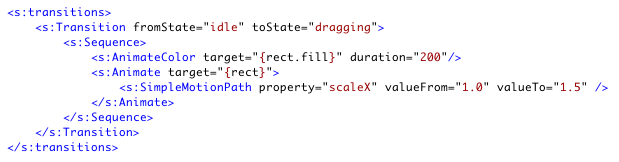 <s:transitions>
    <s:Transition fromState="idle" toState="dragging">
        <s:Sequence>
            <s:AnimateColor target="{rect.fill}" duration="200"/>
            <s:Animate target="{rect}">
                <s:SimpleMotionPath property="scaleX" valueFrom="1.0" valueTo="1.5" />
            </s:Animate>
        </s:Sequence>
    </s:Transition>
</s:transitions>